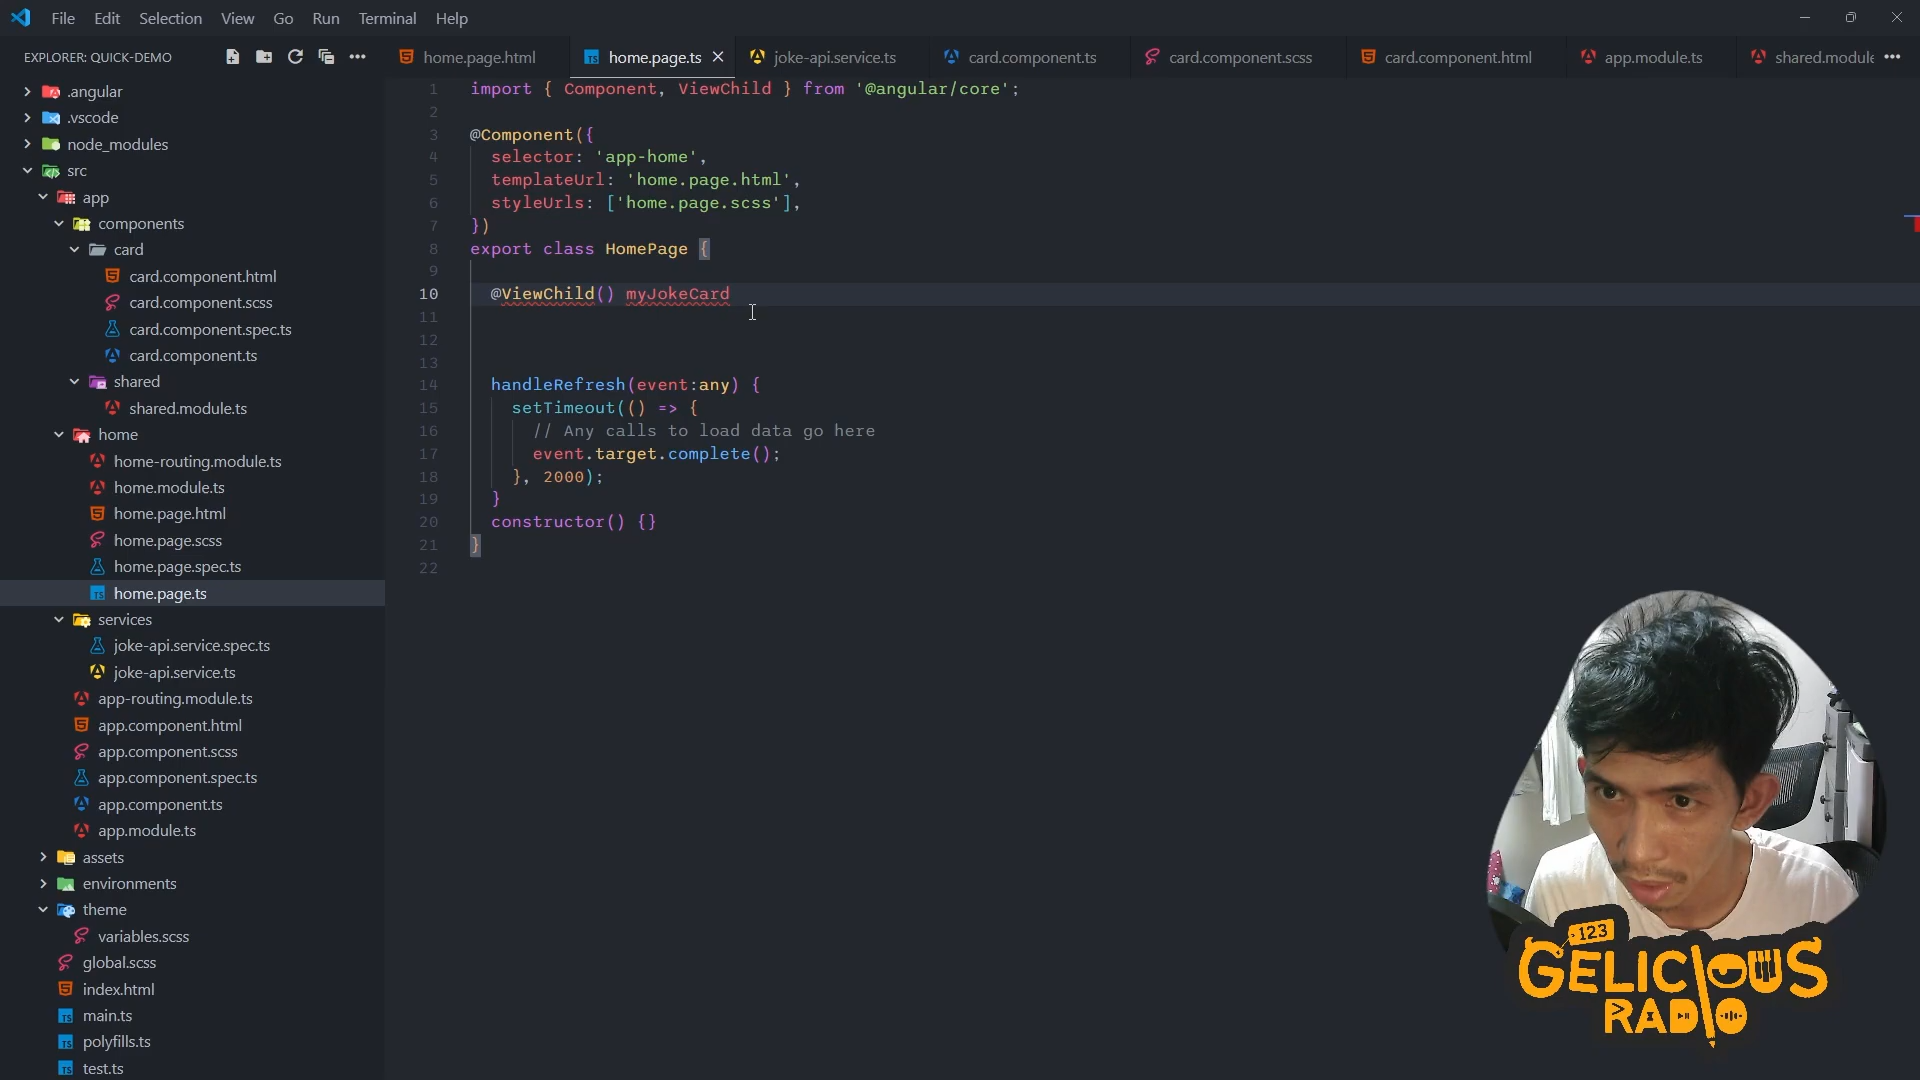 File Edit Selection View Go Run Terminal Help
EXPLORER: QUICK-DEMO
.angular
.vscode
node_modules
src
app
components
card
card.component.html
card.component.scss
card.component.spec.ts
card.component.ts
shared
shared.module.ts
home
home-routing.module.ts
home.module.ts
home.page.html
home.page.scss
home.page.spec.ts
home.page.ts
services
joke-api.service.spec.ts
joke-api.service.ts
app-routing.module.ts
app.component.html
app.component.scss
app.component.spec.ts
app.component.ts
app.module.ts
assets
environments
theme
variables.scss
global.scss
index.html
main.ts
polyfills.ts
test.ts
home.page.html home.page.ts joke-api.service.ts card.component.ts card.component.scss card.component.html app.module.ts shared.module
1 import { Component, ViewChild } from '@angular/core';
2
3 @Component({
4 selector: 'app-home',
5 templateUrl: 'home.page.html',
6 styleUrls: ['home.page.scss'],
7 })
8 export class HomePage {
9
10 @ViewChild() myJokeCard
11
12
13
14 handleRefresh(event:any) {
15 setTimeout(() => {
16 // Any calls to load data go here
17 event.target.complete();
18 }, 2000);
19 }
20 constructor() {}
21 }
22
123
GELICIOUS
RADIO